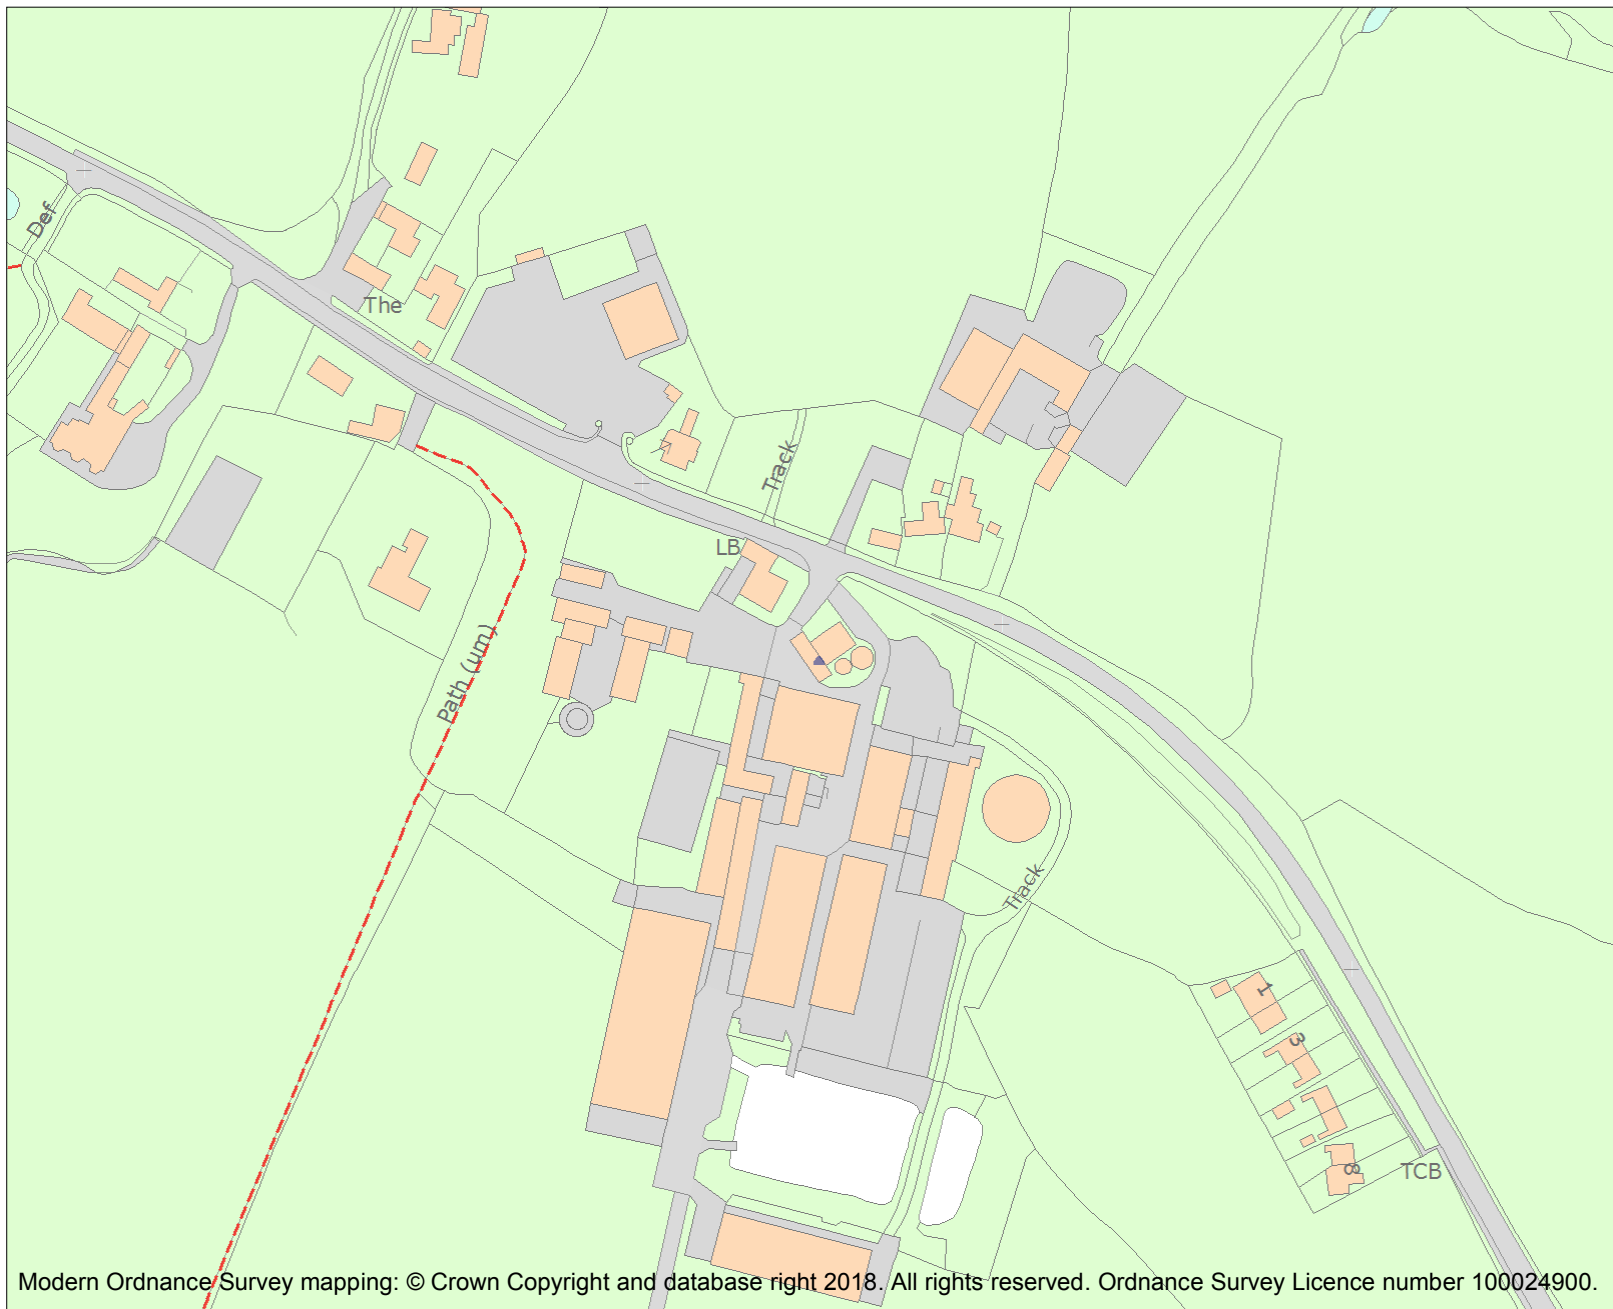 Def
The
Track
LB
Path (um)
Track
1
3
8
TCB
Modern Ordnance Survey mapping: © Crown Copyright and database right 2018. All rights reserved. Ordnance Survey Licence number 100024900.